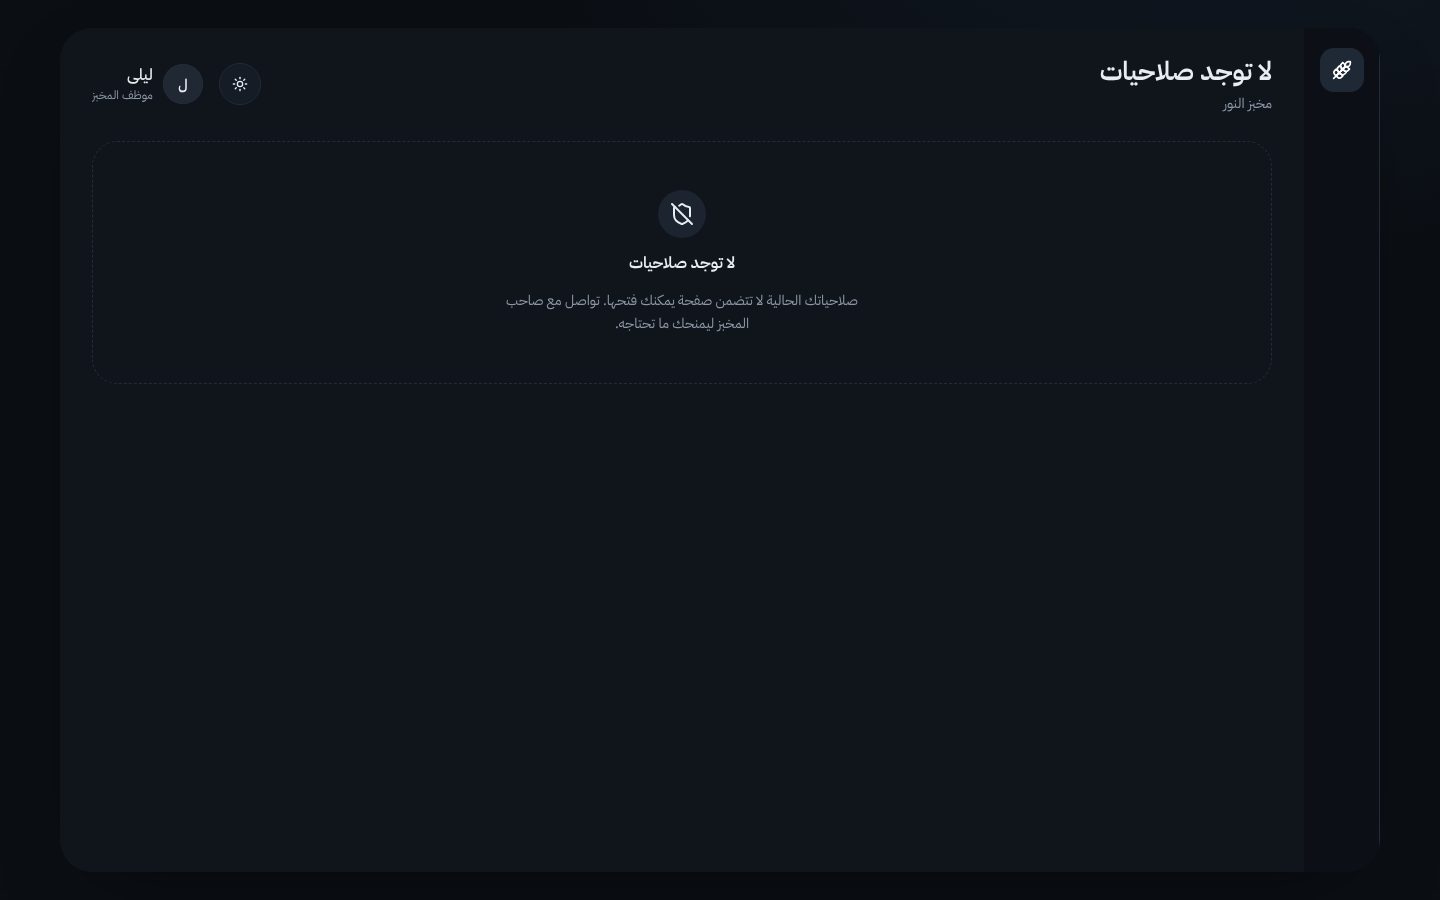 لا توجد صلاحيات
مخبز النور
ل
ليلى
موظف المخبز
لا توجد صلاحيات
صلاحياتك الحالية لا تتضمن صفحة يمكنك فتحها. تواصل مع صاحب
المخبز ليمنحك ما تحتاجه.